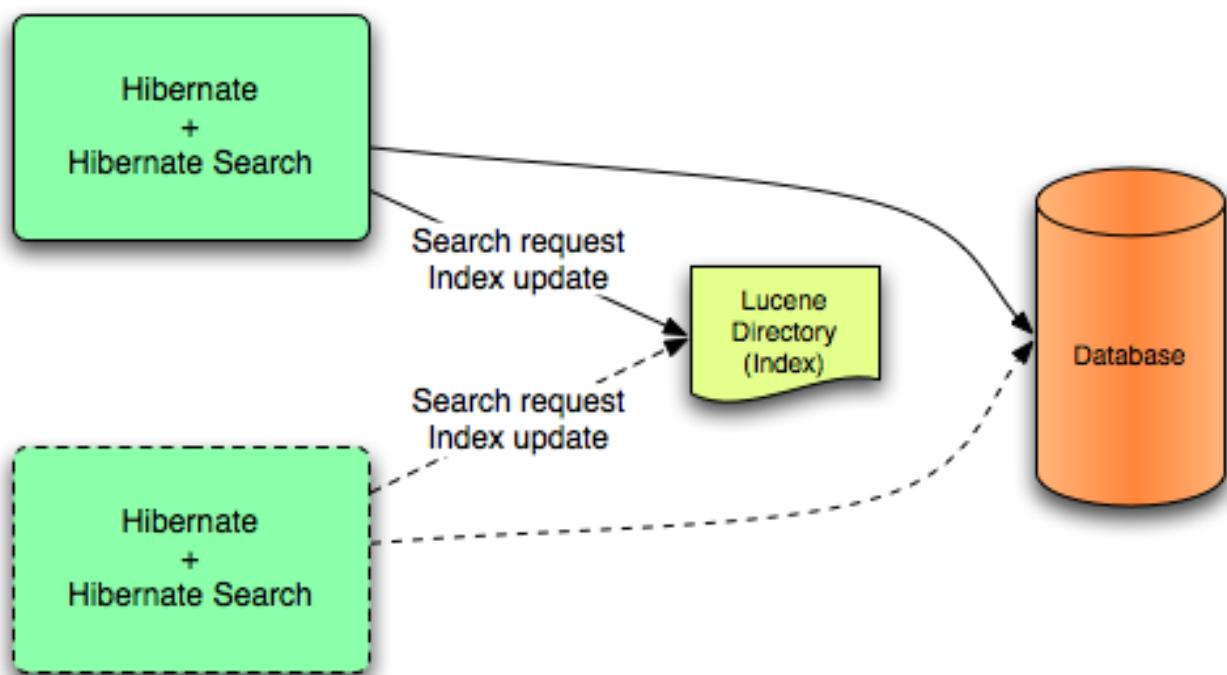 Hibernate
+
Hibernate Search
Search request
Index update
Lucene
Directory
(Index)
Database
Search request
Index update
Hibernate
+
Hibernate Search